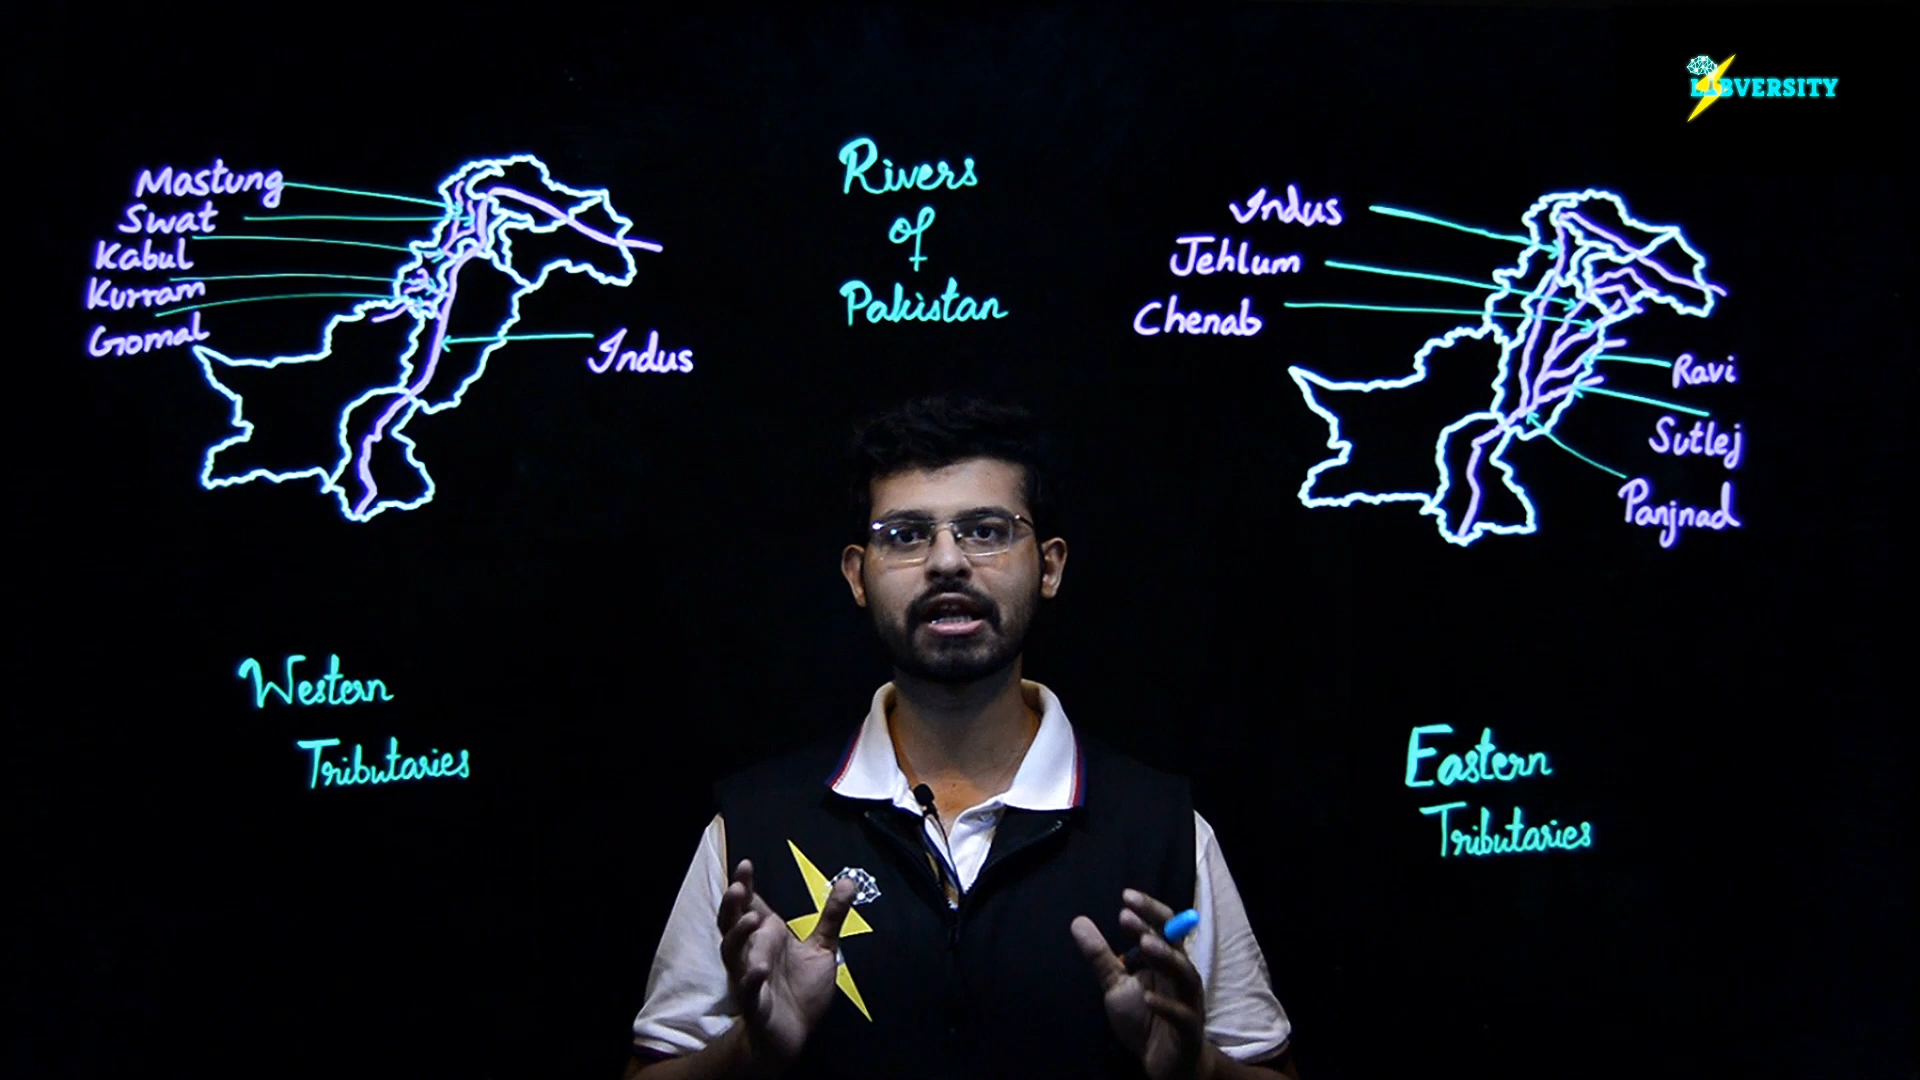 LABVERSITY
Rivers
of
Pakistan
Mastung
Swat
Kabul
Kurram
Gomal
Indus
Western
Tributaries
Indus
Jehlum
Chenab
Ravi
Sutlej
Panjnad
Eastern
Tributaries